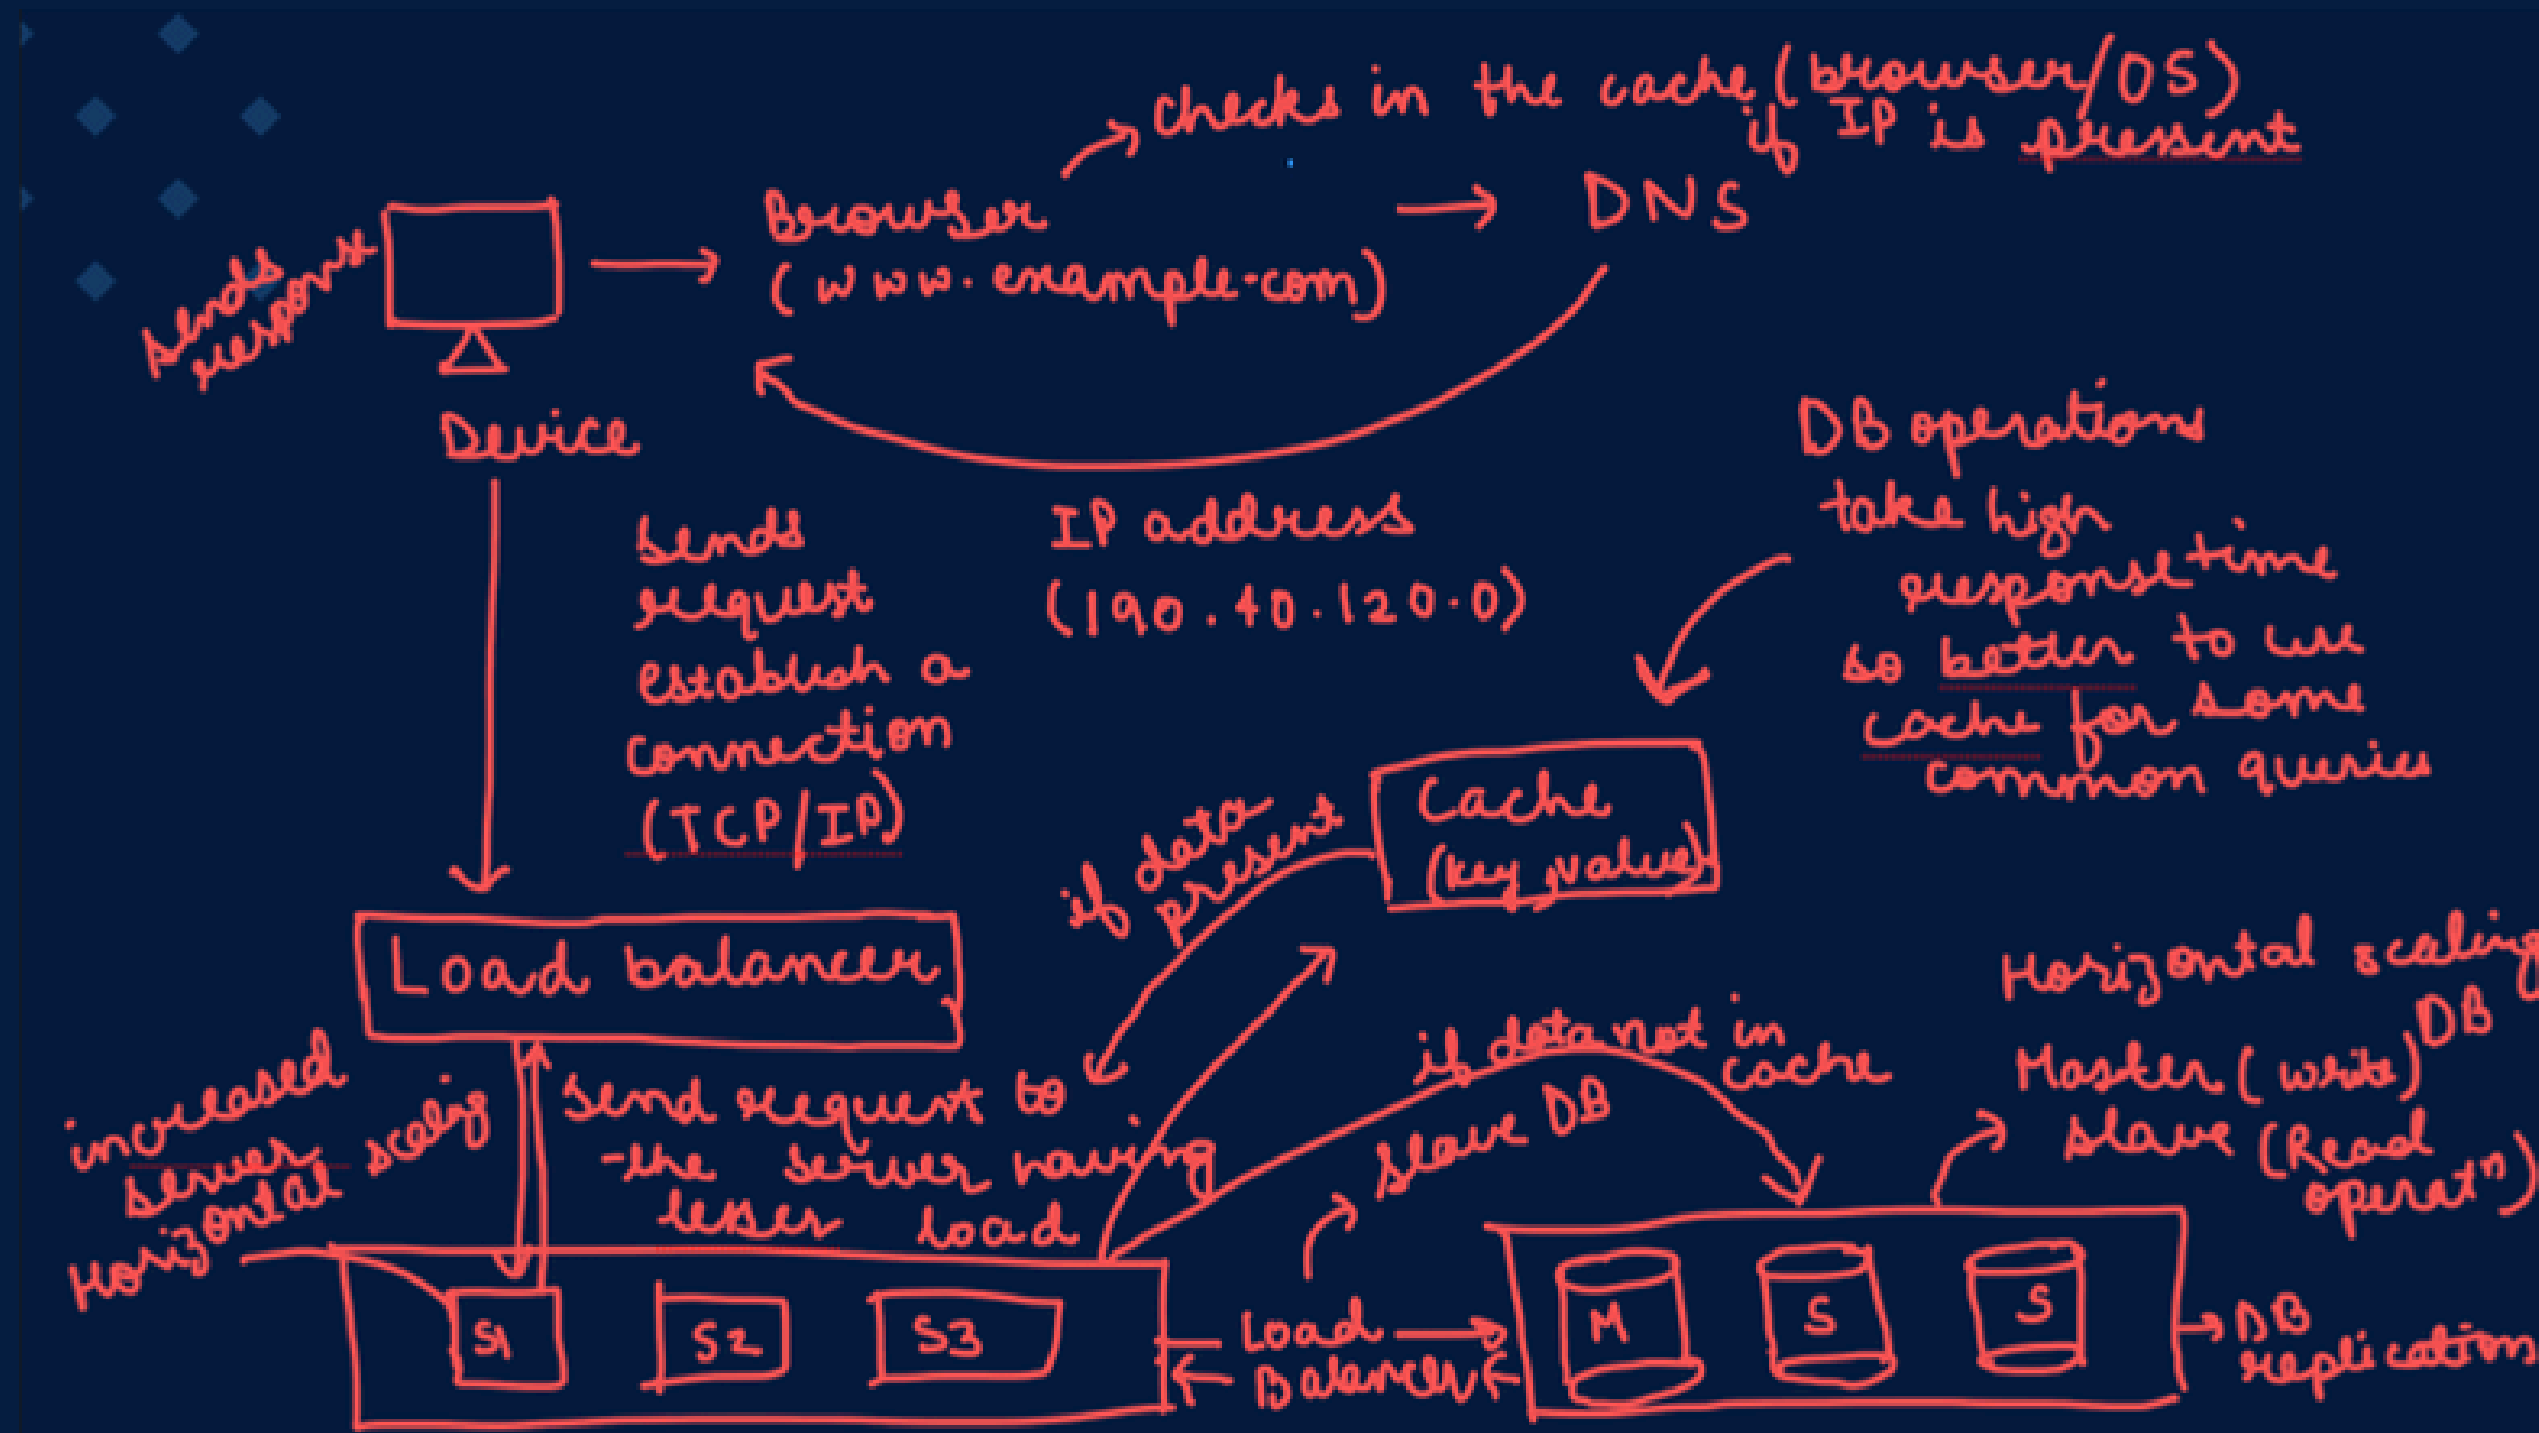 checks in the cache (browser/OS)
if IP is present
Browser
(www.example.com)
DNS
sends
response
Device
sends
request
establish a
connection
(TCP/IP)
IP address
(190.40.120.0)
DB operations
take high
response time
so better to use
cache for some
common queries
Cache
(key, value)
if data
present
Load balancer
increased
server
Horizontal scaling
send request to
the server having
lesser load
if data not in
cache
slave DB
Horizontal scaling
DB
Master (write)
slave (Read
operatn)
S1
S2
S3
Load
Balancer
M
S
S
DB
replication